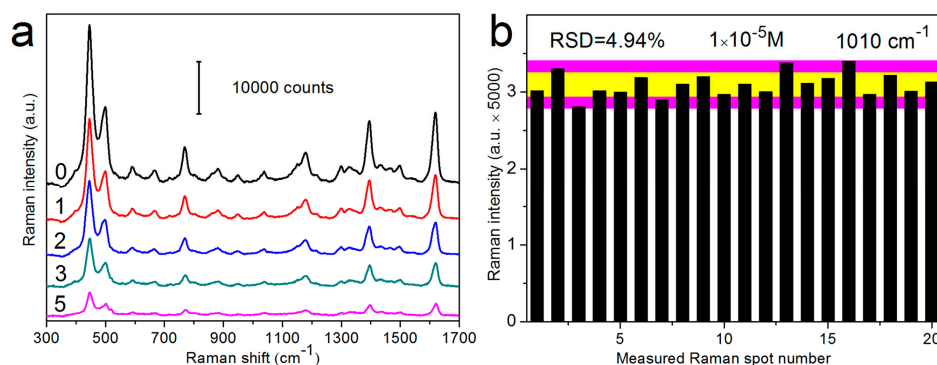 a
10000 counts
0
1
2
3
5
Raman intensity (a.u.)
300 500 700 900 1100 1300 1500 1700
Raman shift (cm⁻¹)
b
RSD=4.94% 1×10⁻⁵M 1010 cm⁻¹
3
2
1
0
Raman intensity (a.u. × 5000)
5 10 15 20
Measured Raman spot number